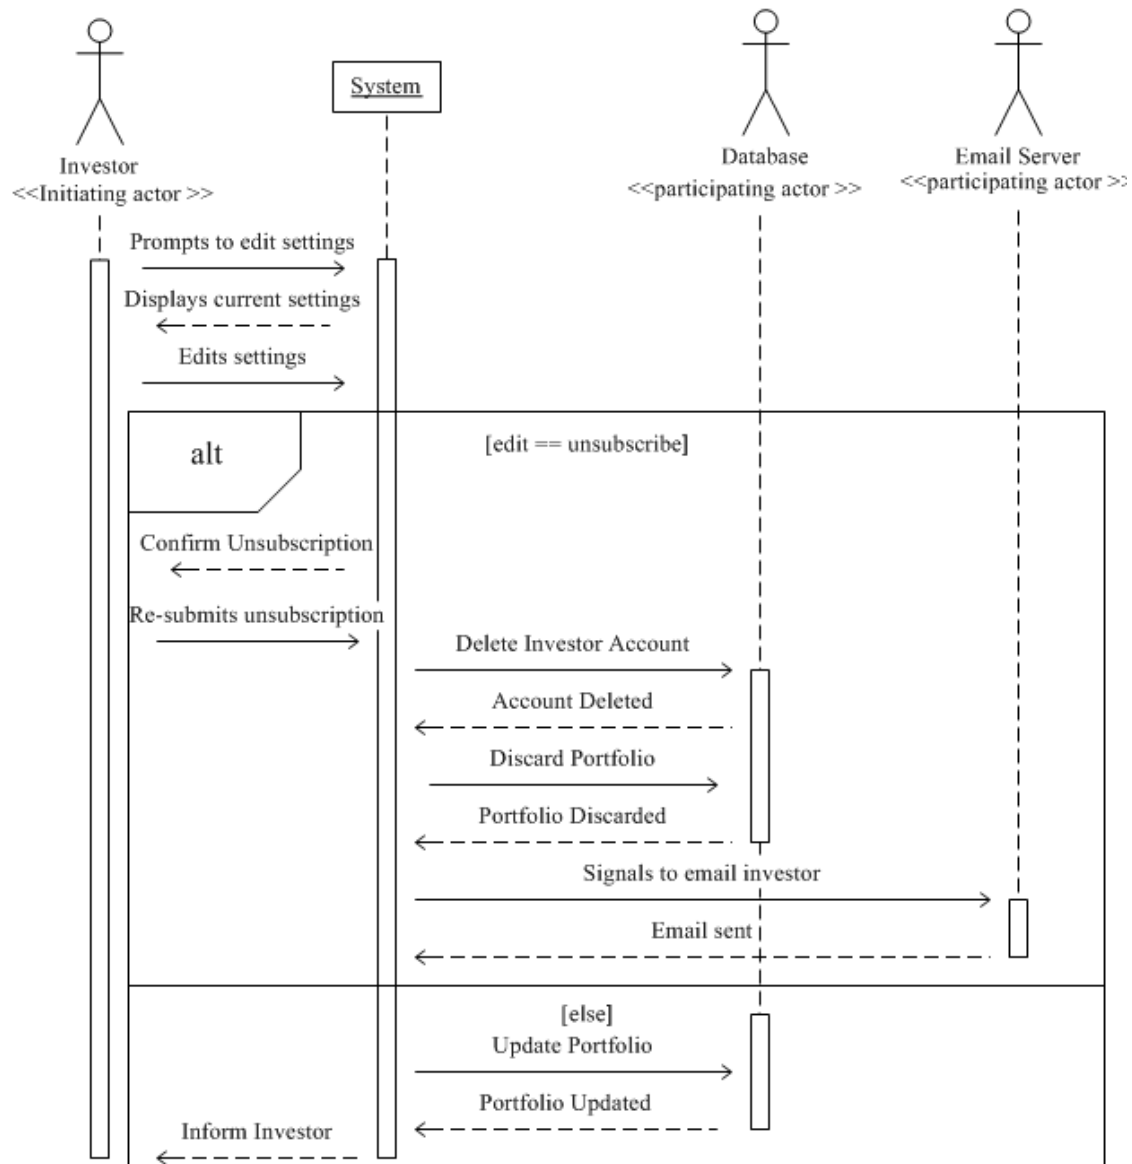 System
Investor
<<Initiating actor >>
Database
<<participating actor >>
Email Server
<<participating actor >>
Prompts to edit settings
Displays current settings
Edits settings
alt
[edit == unsubscribe]
Confirm Unsubscription
Re-submits unsubscription
Delete Investor Account
Account Deleted
Discard Portfolio
Portfolio Discarded
Signals to email investor
Email sent
[else]
Update Portfolio
Portfolio Updated
Inform Investor